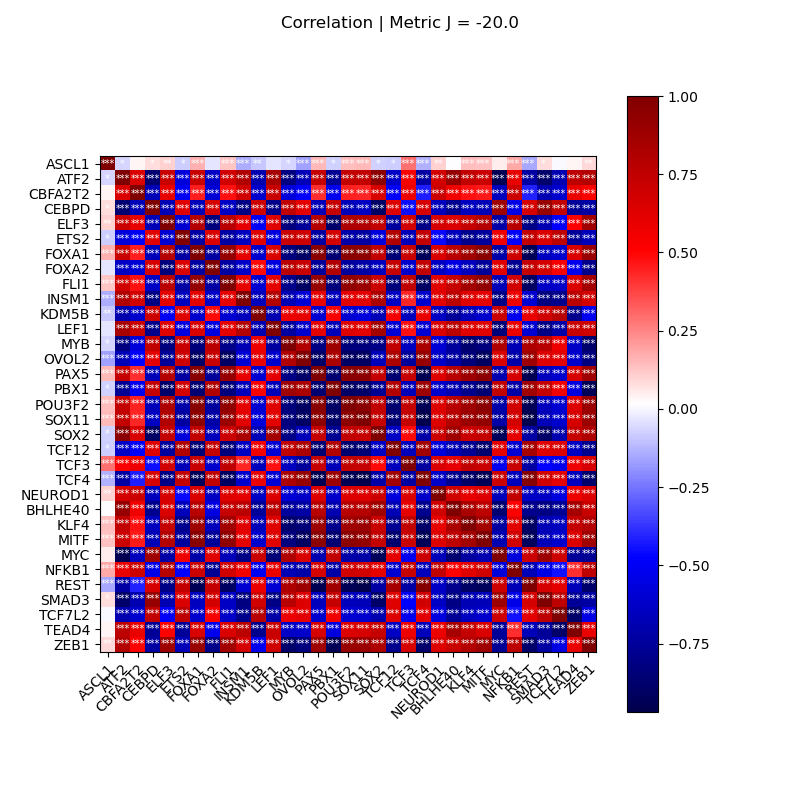 Correlation | Metric J = -20.0
ASCL1
ATF2
CBFA2T2
CEBPD
ELF3
ETS2
FOXA1
FOXA2
FLI1
INSM1
KDM5B
LEF1
MYB
OVOL2
PAX5
PBX1
POU3F2
SOX11
SOX2
TCF12
TCF3
TCF4
NEUROD1
BHLHE40
KLF4
MITF
MYC
NFKB1
REST
SMAD3
TCF7L2
TEAD4
ZEB1
ASCL1
ATF2
CBFA2T2
CEBPD
ELF3
ETS2
FOXA1
FOXA2
FLI1
INSM1
KDM5B
LEF1
MYB
OVOL2
PAX5
PBX1
POU3F2
SOX11
SOX2
TCF12
TCF3
TCF4
NEUROD1
BHLHE40
KLF4
MITF
MYC
NFKB1
REST
SMAD3
TCF7L2
TEAD4
ZEB1
1.00
0.75
0.50
0.25
0.00
−0.25
−0.50
−0.75